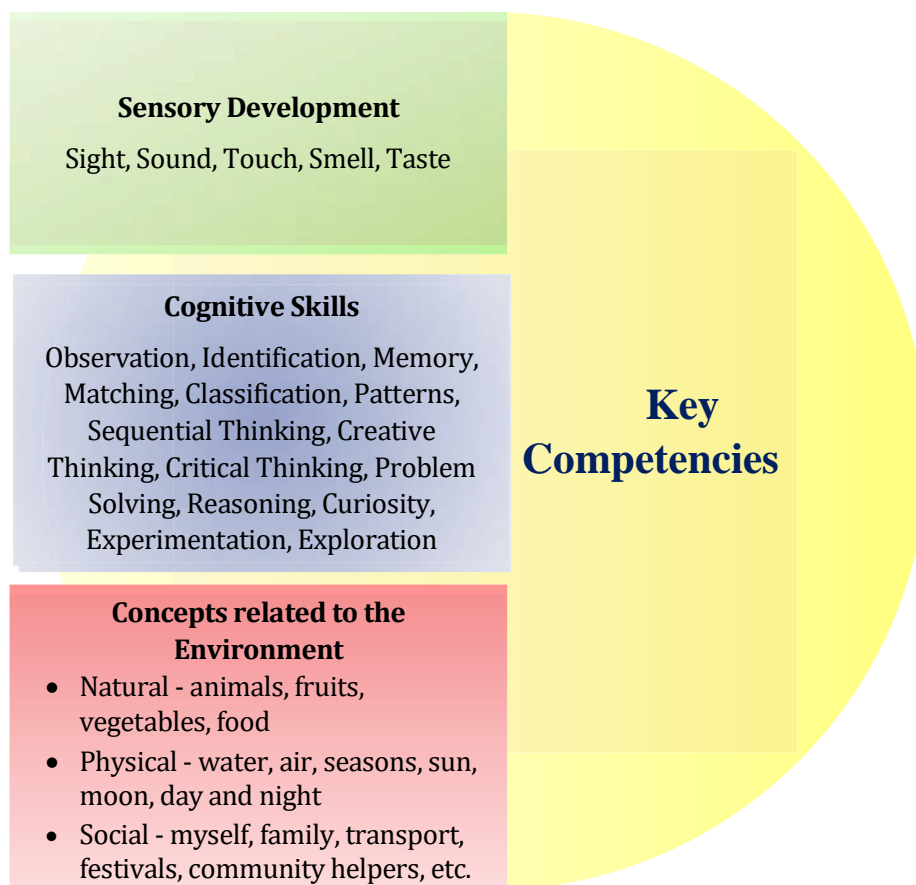 Sensory Development
Sight, Sound, Touch, Smell, Taste
Cognitive Skills
Observation, Identification, Memory,
Matching, Classification, Patterns,
Sequential Thinking, Creative
Thinking, Critical Thinking, Problem
Solving, Reasoning, Curiosity,
Experimentation, Exploration
Key
Competencies
Concepts related to the
Environment
• Natural - animals, fruits,
vegetables, food
• Physical - water, air, seasons, sun,
moon, day and night
• Social - myself, family, transport,
festivals, community helpers, etc.